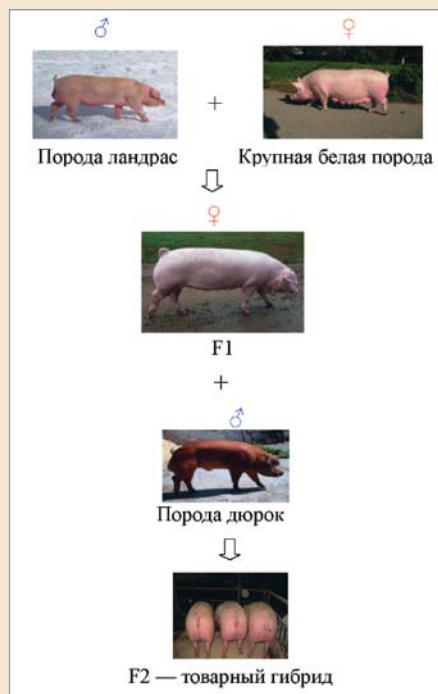 ♂ ♀
+
Порода ландрас Крупная белая порода
♀
F1
+
♂
Порода дюрок
F2 — товарный гибрид